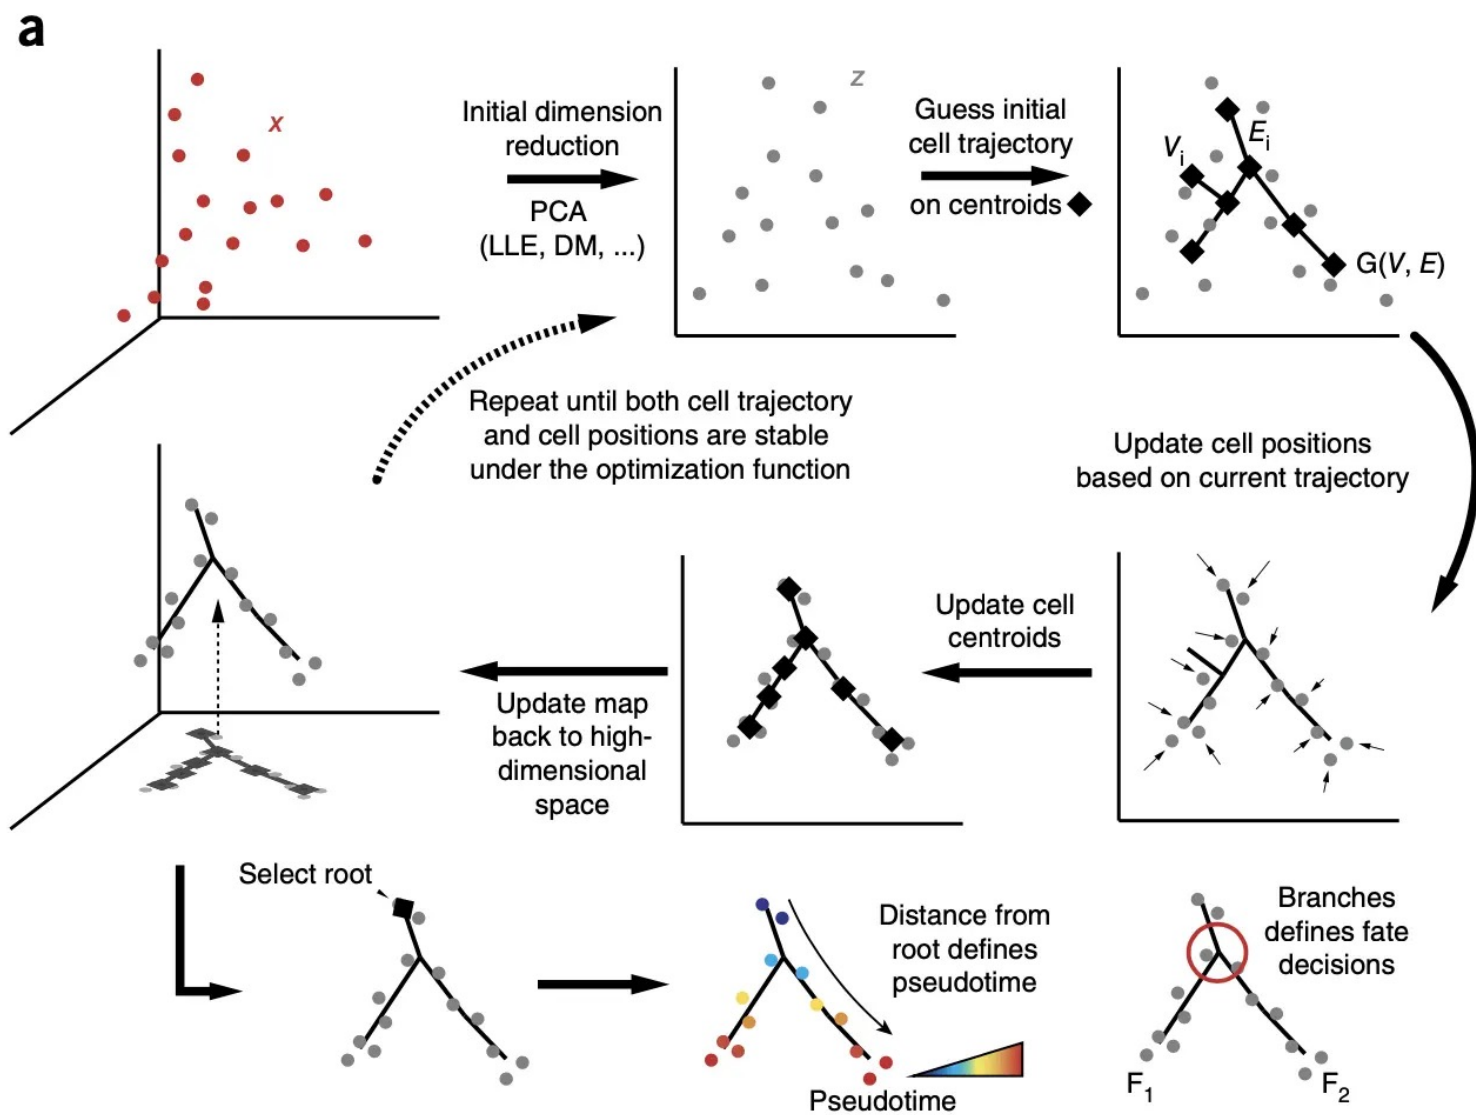 a
x
Initial dimension
reduction
PCA
(LLE, DM, ...)
z
Guess initial
cell trajectory
on centroids
Vi
Ei
G(V, E)
Repeat until both cell trajectory
and cell positions are stable
under the optimization function
Update cell positions
based on current trajectory
Update cell
centroids
Update map
back to high-
dimensional
space
Select root
Distance from
root defines
pseudotime
Pseudotime
Branches
defines fate
decisions
F1
F2